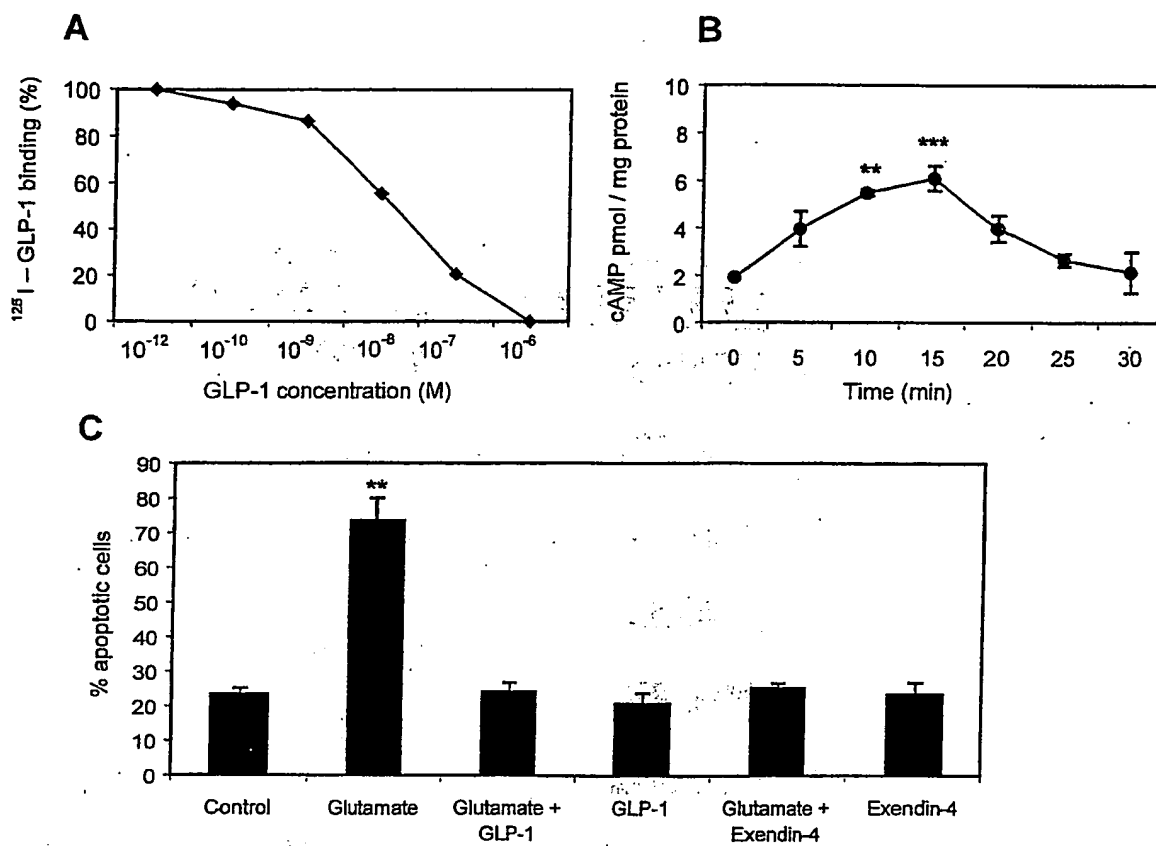 A
¹²⁵I – GLP-1 binding (%)
100
80
60
40
20
0
10⁻¹² 10⁻¹⁰ 10⁻⁹ 10⁻⁸ 10⁻⁷ 10⁻⁶
GLP-1 concentration (M)
B
cAMP pmol / mg protein
10
8
6
4
2
0
** ***
0 5 10 15 20 25 30
Time (min)
C
% apoptotic cells
90
80
70
60
50
40
30
20
10
0
**
Control Glutamate Glutamate + GLP-1 Glutamate + Exendin-4
GLP-1 Exendin-4